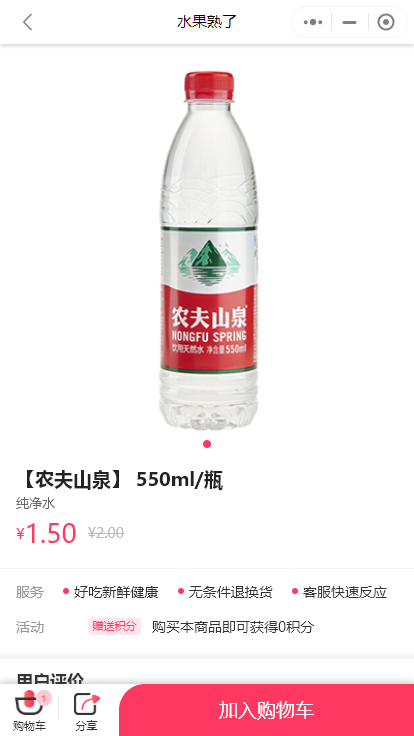 水果熟了
农夫山泉
NONGFU SPRING
饮用天然水 净含量550ml
【农夫山泉】 550ml/瓶
纯净水
¥1.50 ¥2.00
服务 好吃新鲜健康 无条件退换货 客服快速反应
活动 赠送积分 购买本商品即可获得0积分
用户评价
1
购物车 分享 加入购物车